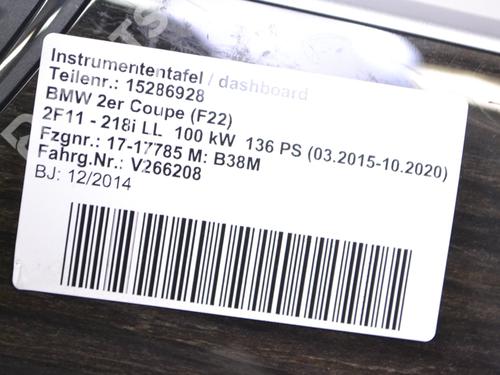 Instrumententafel / dashboard
Teilenr.: 15286928
BMW 2er Coupe (F22)
2F11 - 218i LL 100 kW 136 PS (03.2015-10.2020)
Fzgnr.: 17-17785 M: B38M
Fahrg.Nr.: V266208
BJ: 12/2014